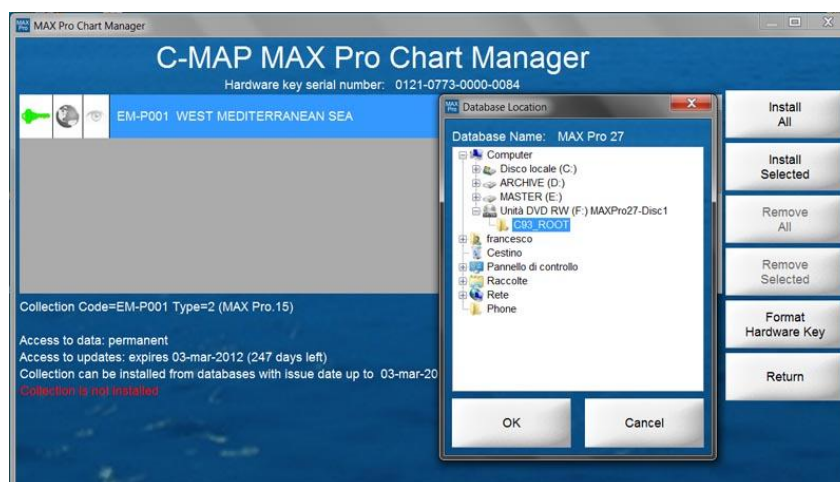 MAX Pro Chart Manager
C-MAP MAX Pro Chart Manager
Hardware key serial number: 0121-0773-0000-0084
EM-P001 WEST MEDITERRANEAN SEA
Collection Code=EM-P001 Type=2 (MAX Pro.15)
Access to data: permanent
Access to updates: expires 03-mar-2012 (247 days left)
Collection can be installed from databases with issue date up to 03-mar-20
Collection is not installed
Database Location
Database Name: MAX Pro 27
Computer
Disco locale (C:)
ARCHIVE (D:)
MASTER (E:)
Unità DVD RW (F:) MAXPro27-Disc1
C93_ROOT
francesco
Cestino
Pannello di controllo
Raccolte
Rete
Phone
OK
Cancel
Install
All
Install
Selected
Remove
All
Remove
Selected
Format
Hardware Key
Return